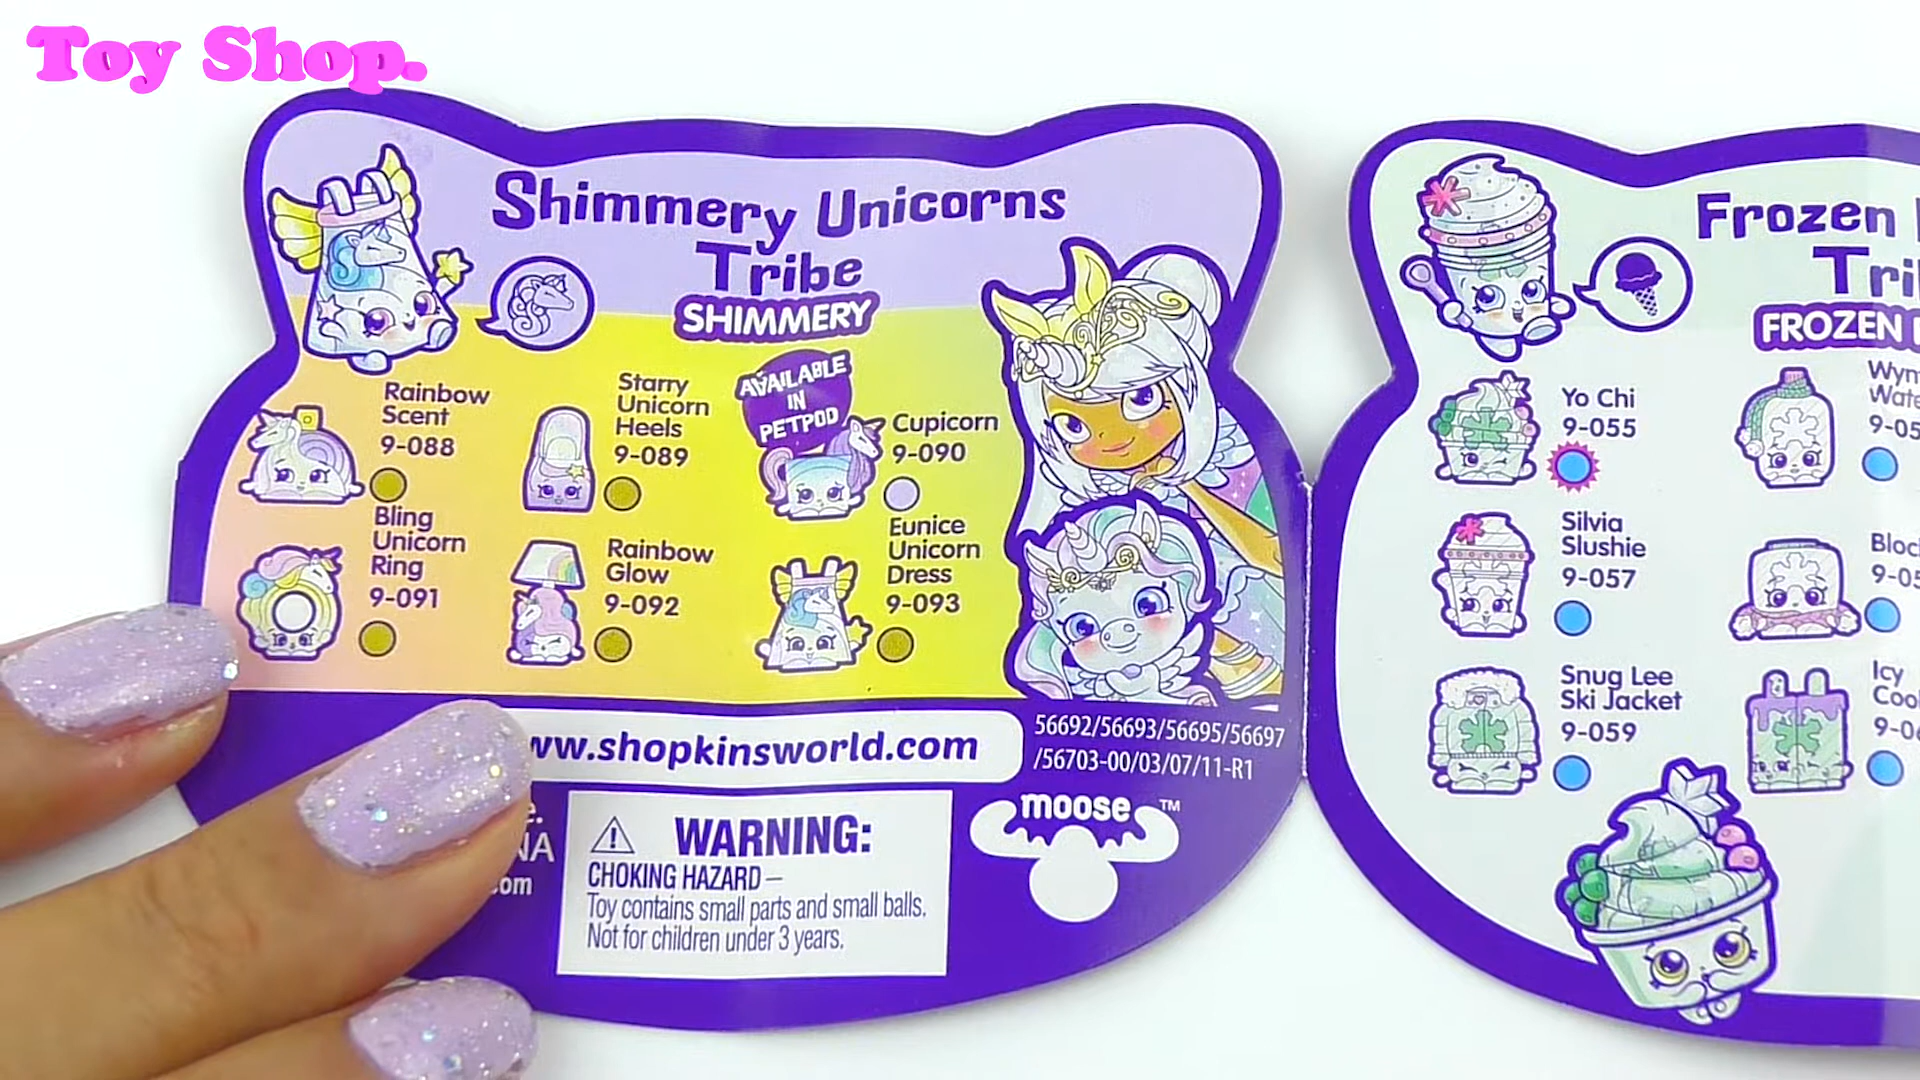 Toy Shop.
Shimmery Unicorns
Tribe
SHIMMERY
Rainbow
Scent
9-088
Starry
Unicorn
Heels
9-089
AVAILABLE
IN
PETPOD
Cupicorn
9-090
Bling
Unicorn
Ring
9-091
Rainbow
Glow
9-092
Eunice
Unicorn
Dress
9-093
www.shopkinsworld.com
56692/56693/56695/56697
/56703-00/03/07/11-R1
WARNING:
CHOKING HAZARD –
Toy contains small parts and small balls.
Not for children under 3 years.
moose TM
Frozen
FROZEN
Yo Chi
9-055
Silvia
Slushie
9-057
Snug Lee
Ski Jacket
9-059
Icy